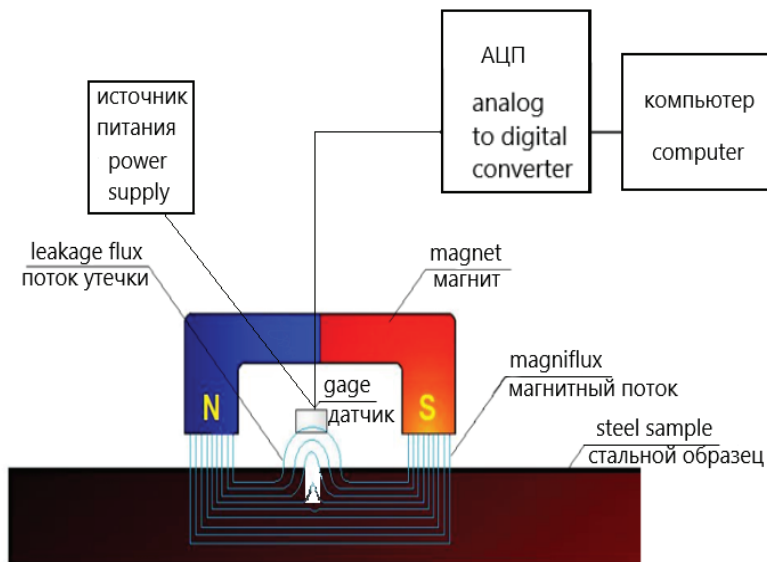 АЦП
analog
to digital
converter
компьютер
computer
источник
питания
power
supply
leakage flux
поток утечки
magnet
магнит
gage
датчик
magniflux
магнитный поток
N
S
steel sample
стальной образец